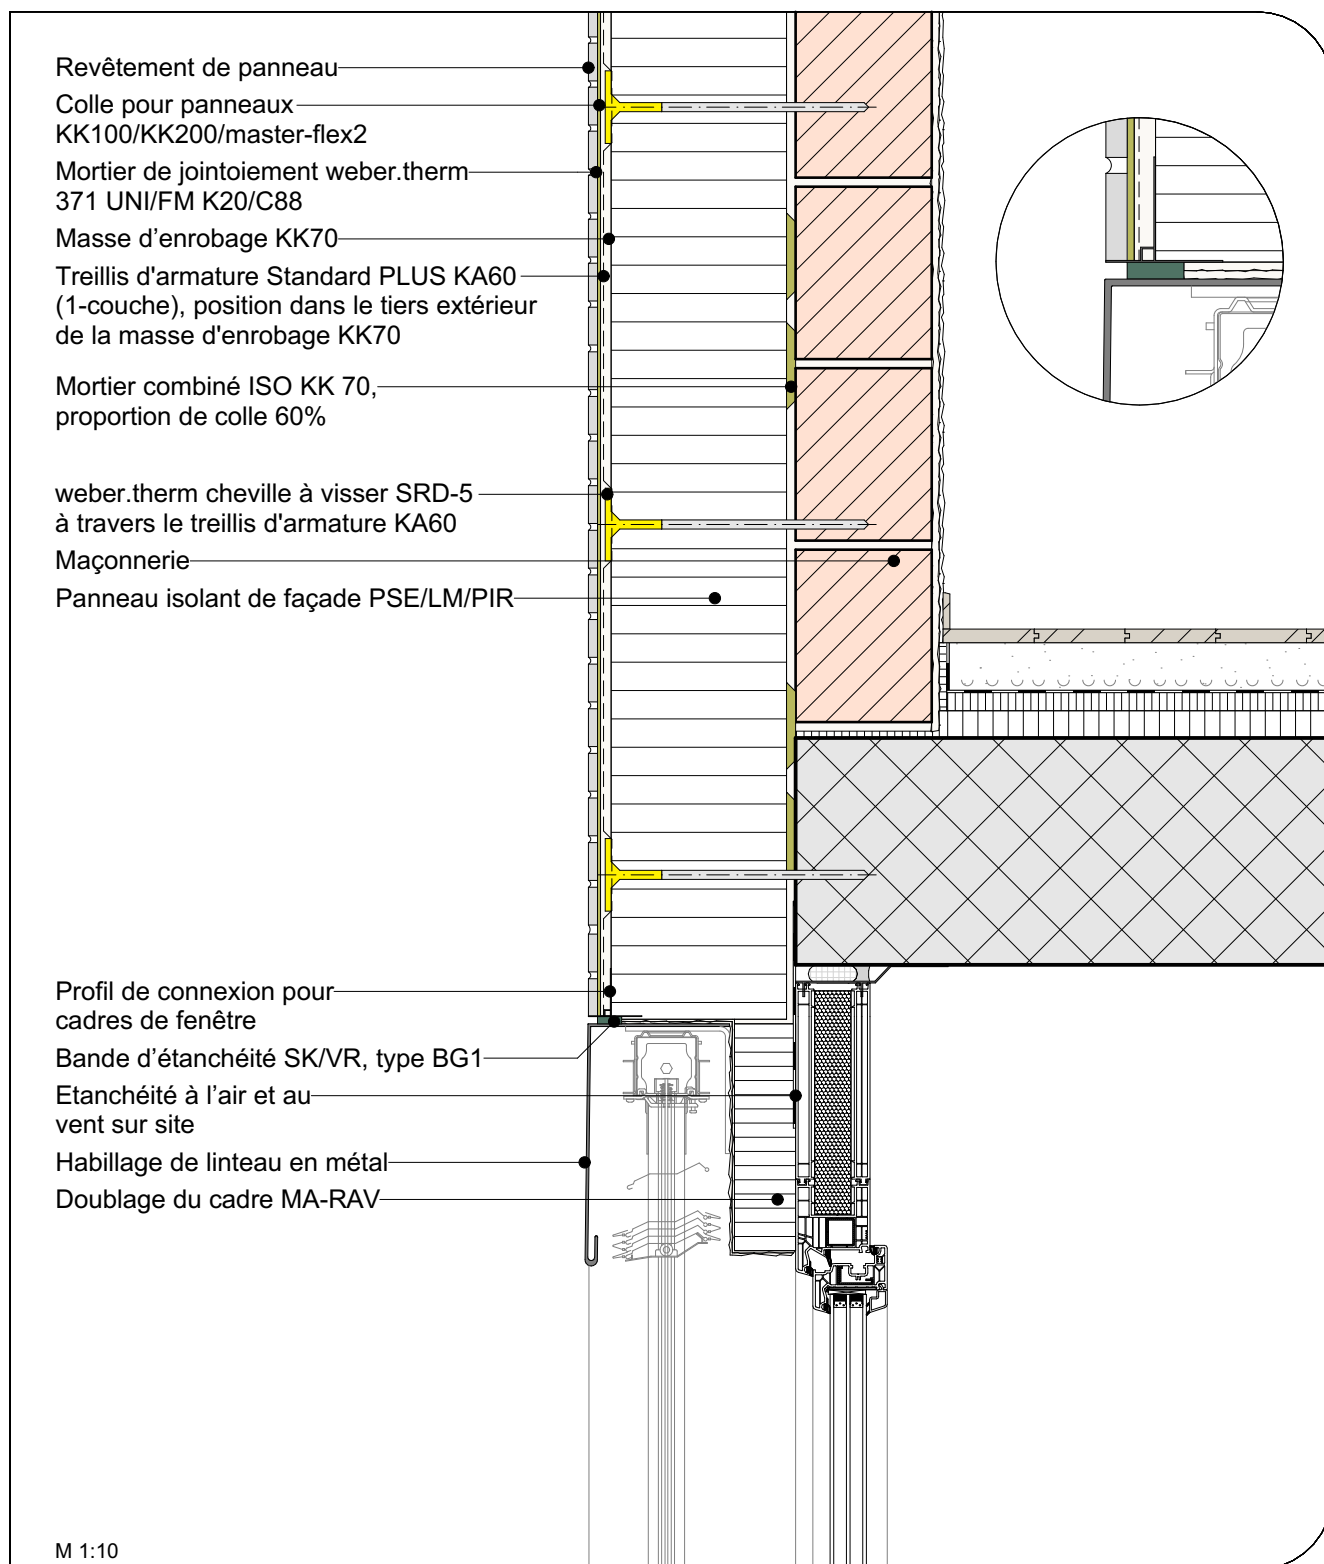 Revêtement de panneau
Colle pour panneaux
KK100/KK200/master-flex2
Mortier de jointoiement weber.therm
371 UNI/FM K20/C88
Masse d’enrobage KK70
Treillis d'armature Standard PLUS KA60
(1-couche), position dans le tiers extérieur
de la masse d'enrobage KK70
Mortier combiné ISO KK 70,
proportion de colle 60%
weber.therm cheville à visser SRD-5
à travers le treillis d'armature KA60
Maçonnerie
Panneau isolant de façade PSE/LM/PIR
Profil de connexion pour
cadres de fenêtre
Bande d’étanchéité SK/VR, type BG1
Etanchéité à l’air et au
vent sur site
Habillage de linteau en métal
Doublage du cadre MA-RAV
M 1:10